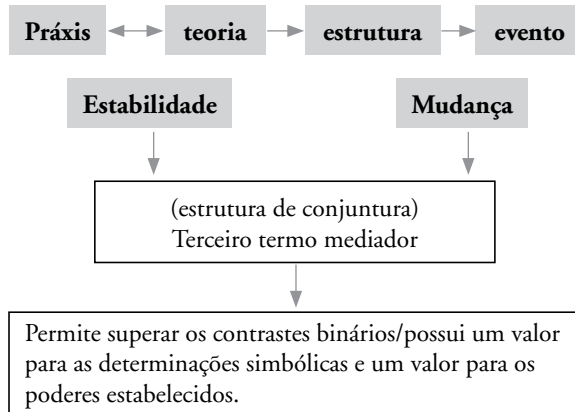 Práxis teoria estrutura evento
Estabilidade Mudança
(estrutura de conjuntura)
Terceiro termo mediador
Permite superar os contrastes binários/possui um valor
para as determinações simbólicas e um valor para os
poderes estabelecidos.